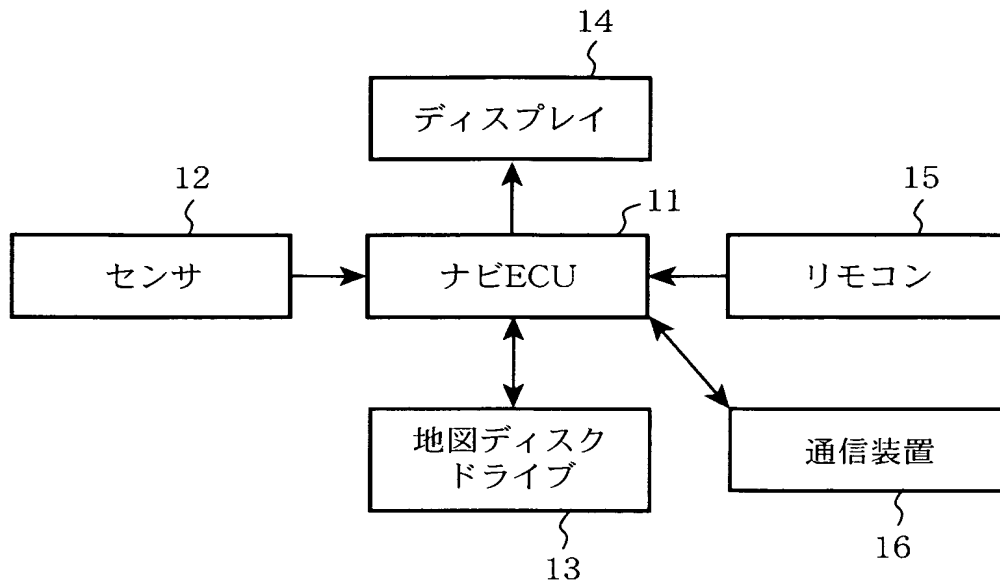 14
ディスプレイ
12
11
15
センサ
ナビECU
リモコン
地図ディスク
ドライブ
通信装置
13
16